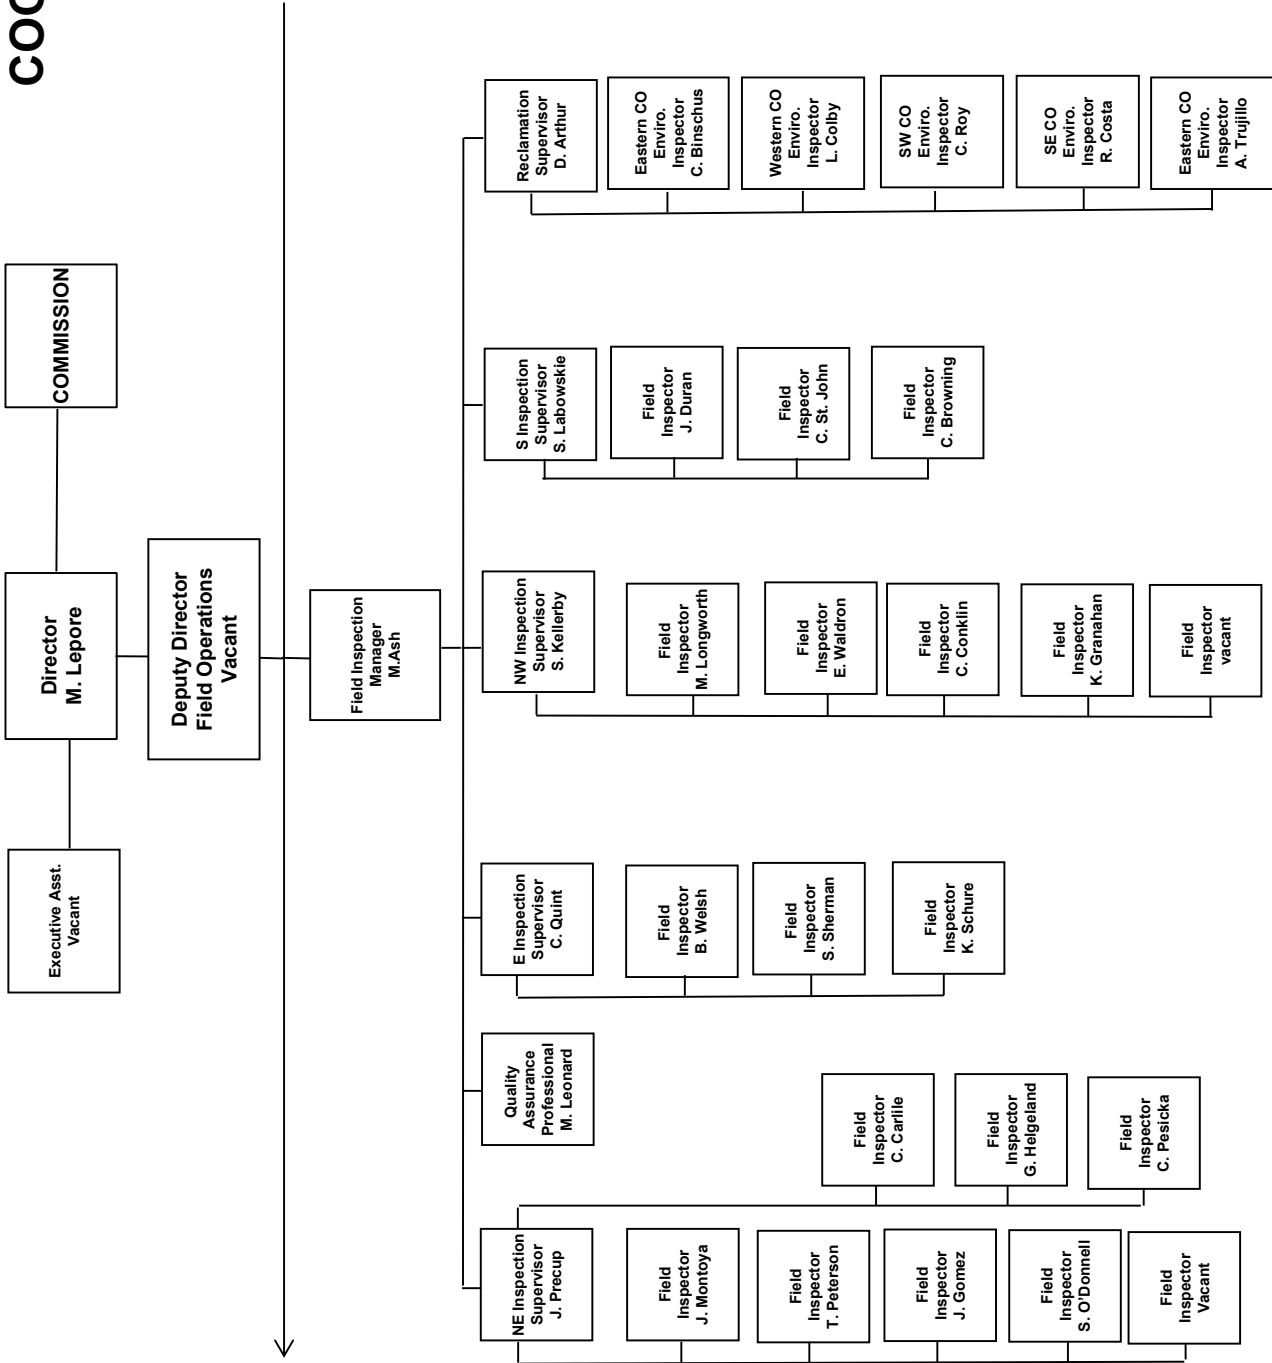 COG
COMMISSION
Director
M. Lepore
Executive Asst.
Vacant
Deputy Director
Field Operations
Vacant
Field Inspection
Manager
M.Ash
NE Inspection
Supervisor
J. Precup
Field
Inspector
J. Montoya
Field
Inspector
T. Peterson
Field
Inspector
J. Gomez
Field
Inspector
S. O'Donnell
Field
Inspector
Vacant
Field
Inspector
C. Carlile
Field
Inspector
G. Helgeland
Field
Inspector
C. Pesicka
Quality
Assurance
Professional
M. Leonard
E Inspection
Supervisor
C. Quint
Field
Inspector
B. Welsh
Field
Inspector
S. Sherman
Field
Inspector
K. Schure
NW Inspection
Supervisor
S. Kellerby
Field
Inspector
M. Longworth
Field
Inspector
E. Waldron
Field
Inspector
C. Conklin
Field
Inspector
K. Granahan
Field
Inspector
vacant
S Inspection
Supervisor
S. Labowskie
Field
Inspector
J. Duran
Field
Inspector
C. St. John
Field
Inspector
C. Browning
Reclamation
Supervisor
D. Arthur
Eastern CO
Enviro.
Inspector
C. Binschus
Western CO
Enviro.
Inspector
L. Colby
SW CO
Enviro.
Inspector
C. Roy
SE CO
Enviro.
Inspector
R. Costa
Eastern CO
Enviro.
Inspector
A. Trujillo